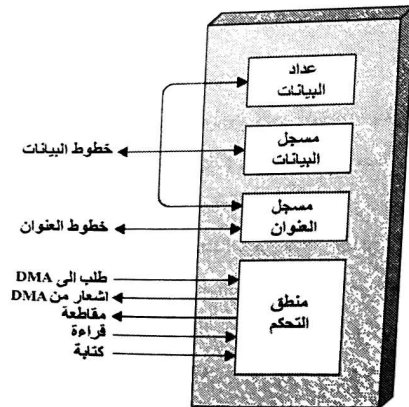 عداد
البيانات
مسجل
البيانات
خطوط البيانات
مسجل
العنوان
خطوط العنوان
منطق
التحكم
طلب الى DMA
اشعار من DMA
مقاطعة
قراءة
كتابة